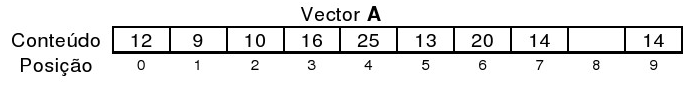 Vector A
Conteúdo 12 9 10 16 25 13 20 14 14
Posição 0 1 2 3 4 5 6 7 8 9